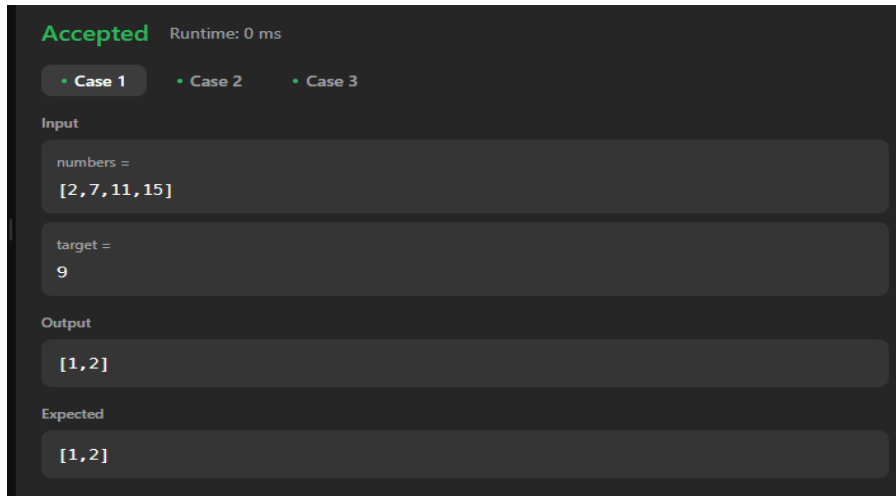 Accepted Runtime: 0 ms
• Case 1 • Case 2 • Case 3
Input
numbers =
[2,7,11,15]
target =
9
Output
[1,2]
Expected
[1,2]